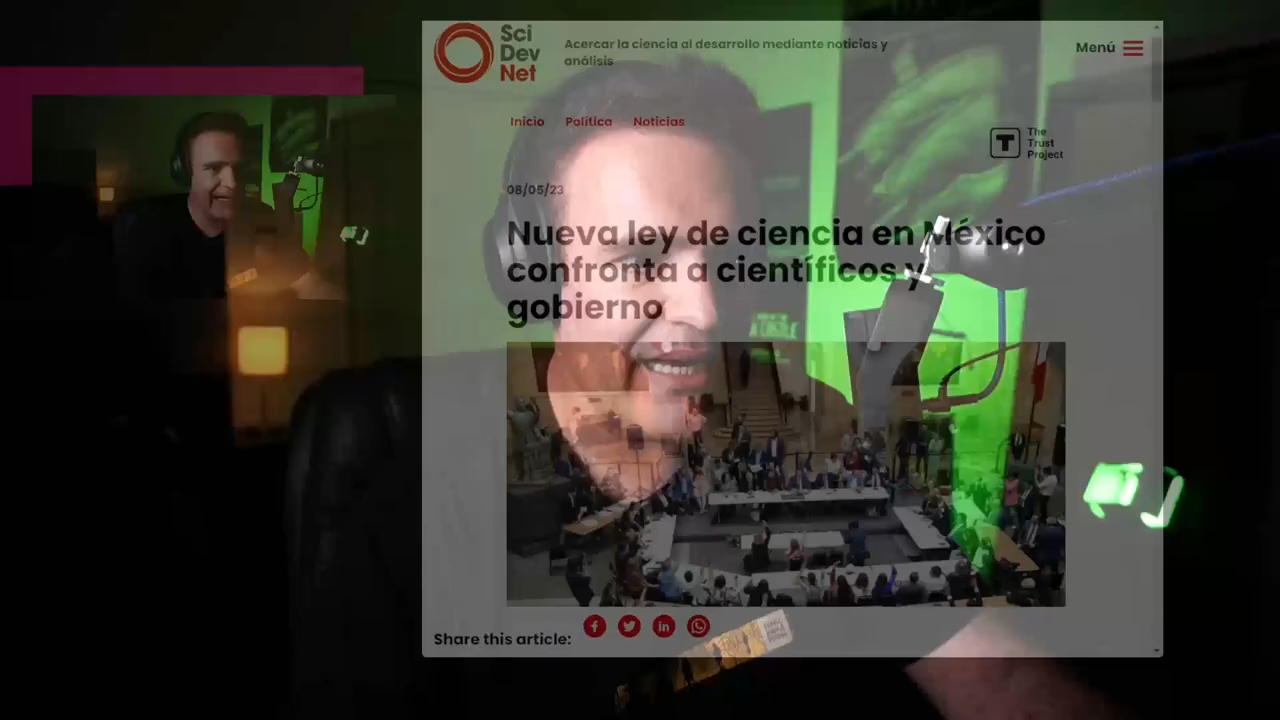 Sci
Dev
Net
Acercar la ciencia al desarrollo mediante noticias y
análisis
Menú
Inicio Política Noticias
The
Trust
Project
08/05/23
Nueva ley de ciencia en México
confronta a científicos y
gobierno
Share this article: